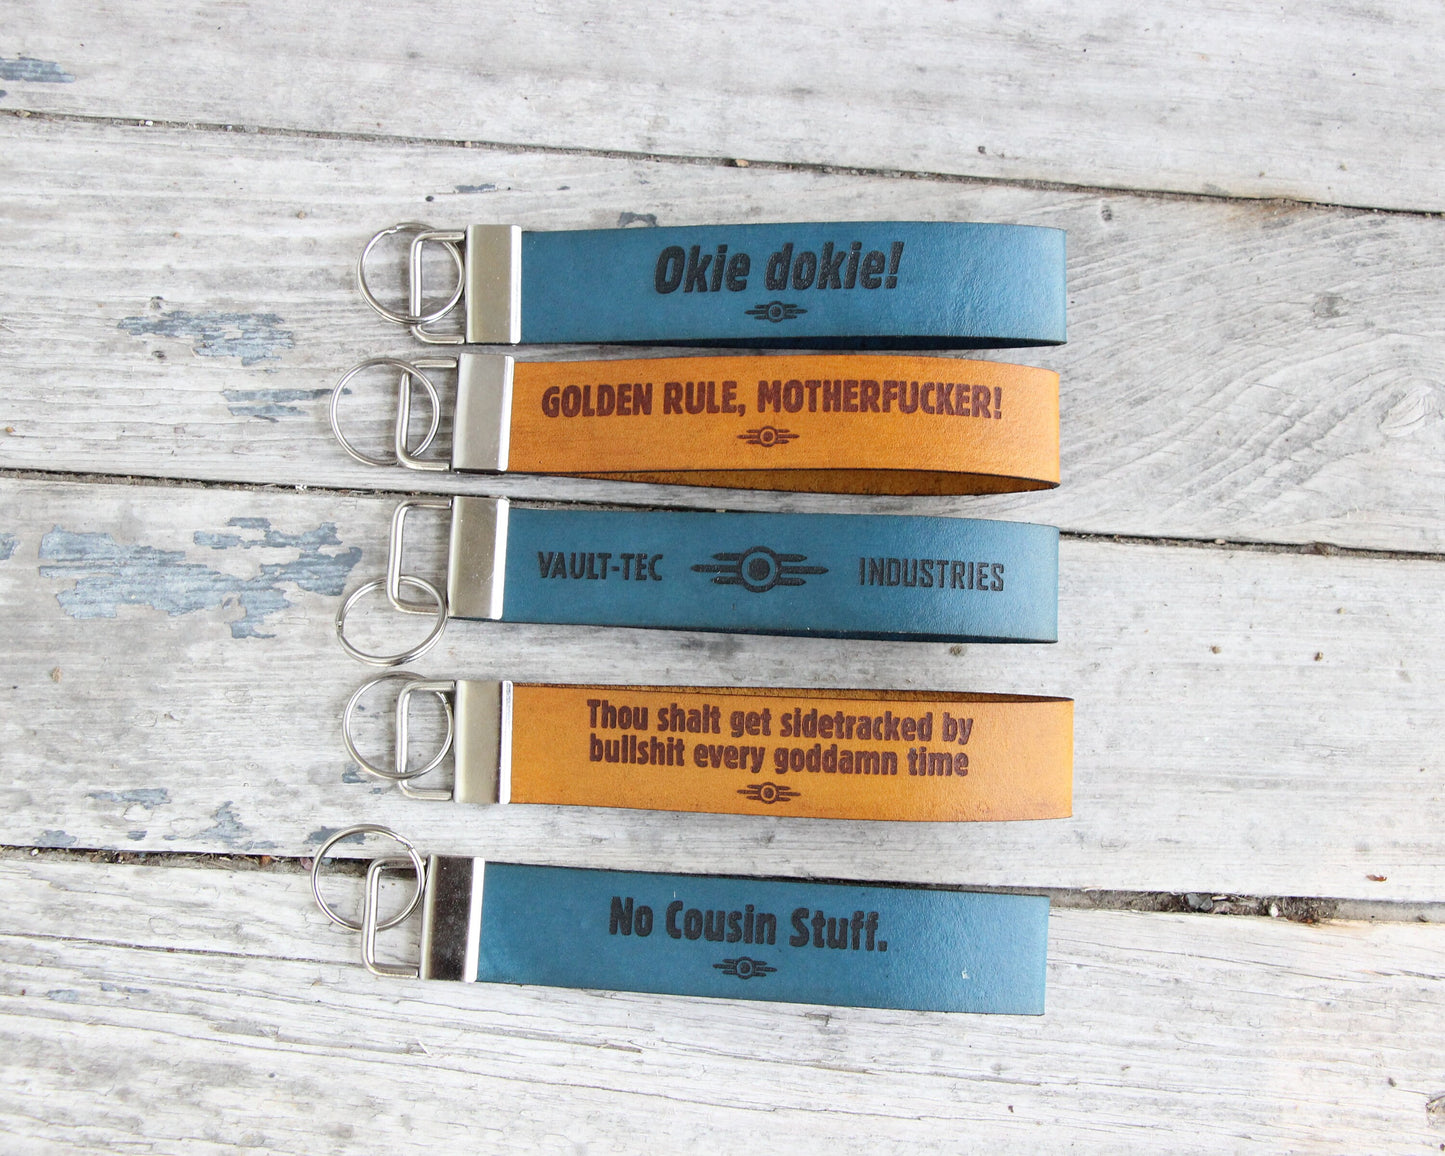 Okie dokie!
GOLDEN RULE, MOTHERFUCKER!
VAULT-TEC INDUSTRIES
Thou shalt get sidetracked by
bullshit every goddamn time
No Cousin Stuff.